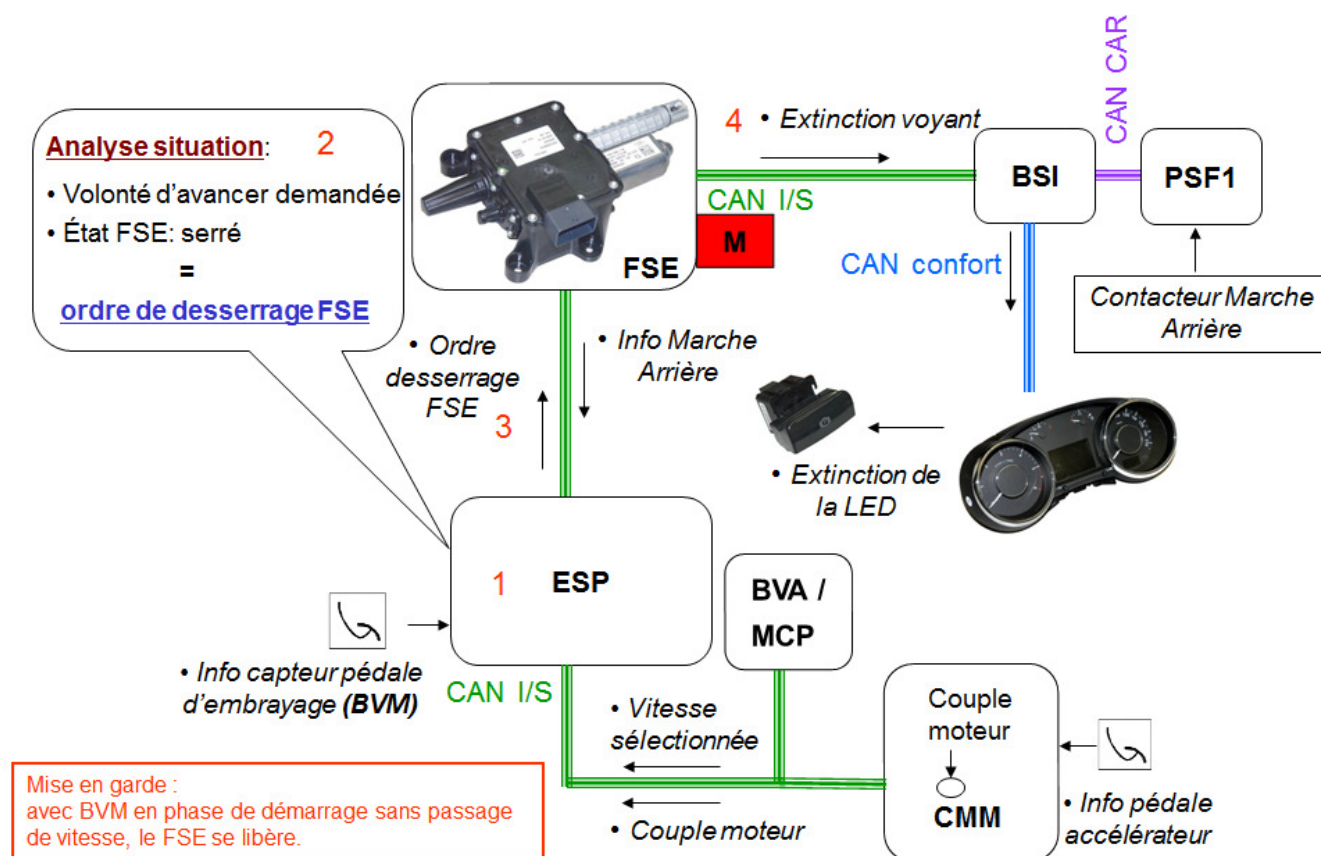 Analyse situation: 2
• Volonté d'avancer demandée
• État FSE: serré
=
ordre de desserrage FSE
FSE
M
CAN I/S
4 • Extinction voyant
BSI
CAN CAR
PSF1
CAN confort
Contacteur Marche
Arrière
• Ordre
desserrage
FSE
3
• Info Marche
Arrière
• Extinction de
la LED
1 ESP
BVA /
MCP
• Info capteur pédale
d'embrayage (BVM)
CAN I/S
• Vitesse
sélectionnée
• Couple moteur
Couple
moteur
CMM
• Info pédale
accélérateur
Mise en garde :
avec BVM en phase de démarrage sans passage
de vitesse, le FSE se libère.